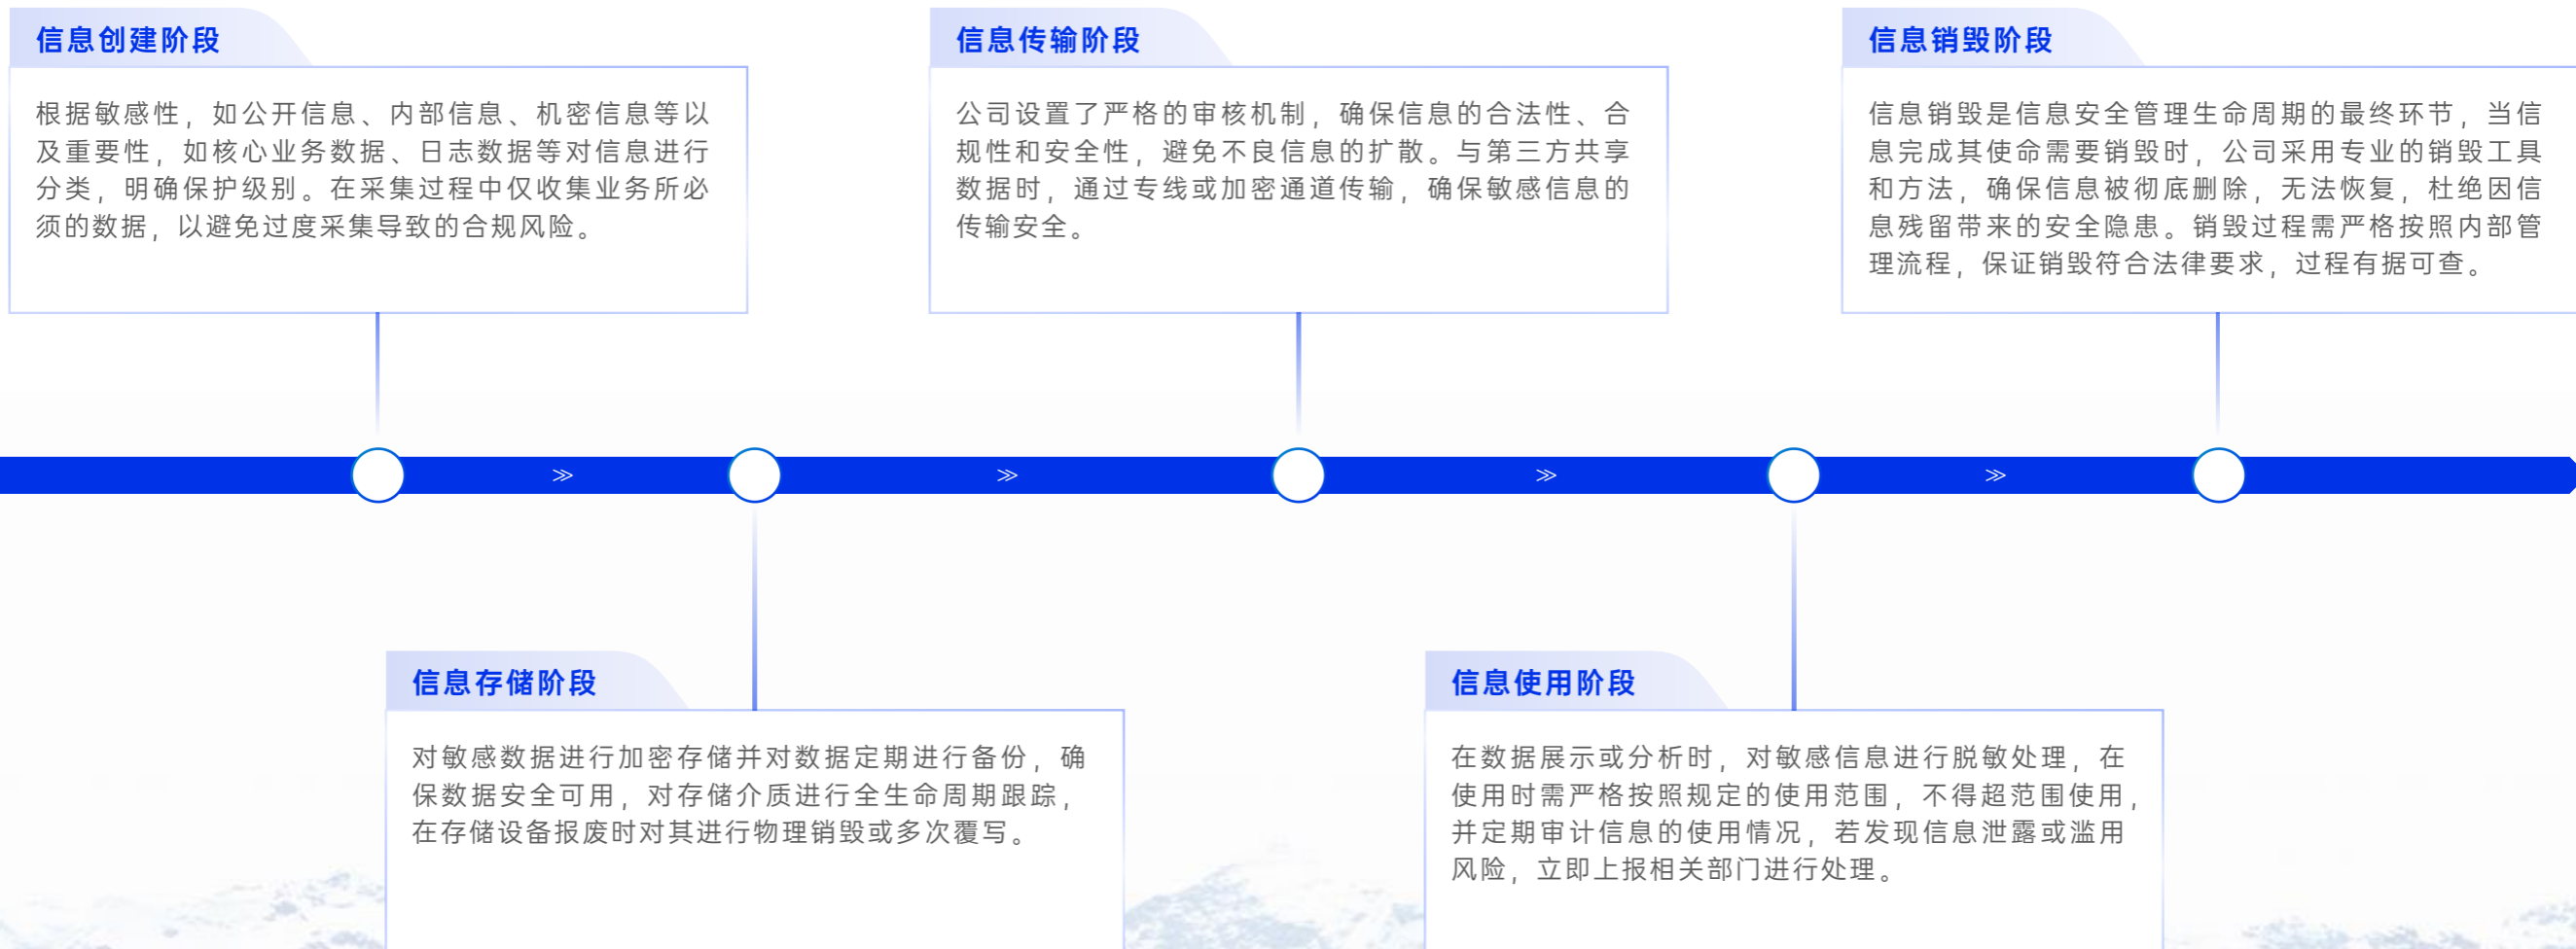 信息创建阶段
根据敏感性，如公开信息、内部信息、机密信息等以
及重要性，如核心业务数据、日志数据等对信息进行
分类，明确保护级别。在采集过程中仅收集业务所必
须的数据，以避免过度采集导致的合规风险。
信息传输阶段
公司设置了严格的审核机制，确保信息的合法性、合
规性和安全性，避免不良信息的扩散。与第三方共享
数据时，通过专线或加密通道传输，确保敏感信息的
传输安全。
信息销毁阶段
信息销毁是信息安全管理生命周期的最终环节，当信
息完成其使命需要销毁时，公司采用专业的销毁工具
和方法，确保信息被彻底删除，无法恢复，杜绝因信
息残留带来的安全隐患。销毁过程需严格按照内部管
理流程，保证销毁符合法律要求，过程有据可查。
信息存储阶段
对敏感数据进行加密存储并对数据定期进行备份，确
保数据安全可用，对存储介质进行全生命周期跟踪，
在存储设备报废时对其进行物理销毁或多次覆写。
信息使用阶段
在数据展示或分析时，对敏感信息进行脱敏处理，在
使用时需严格按照规定的使用范围，不得超范围使用，
并定期审计信息的使用情况，若发现信息泄露或滥用
风险，立即上报相关部门进行处理。